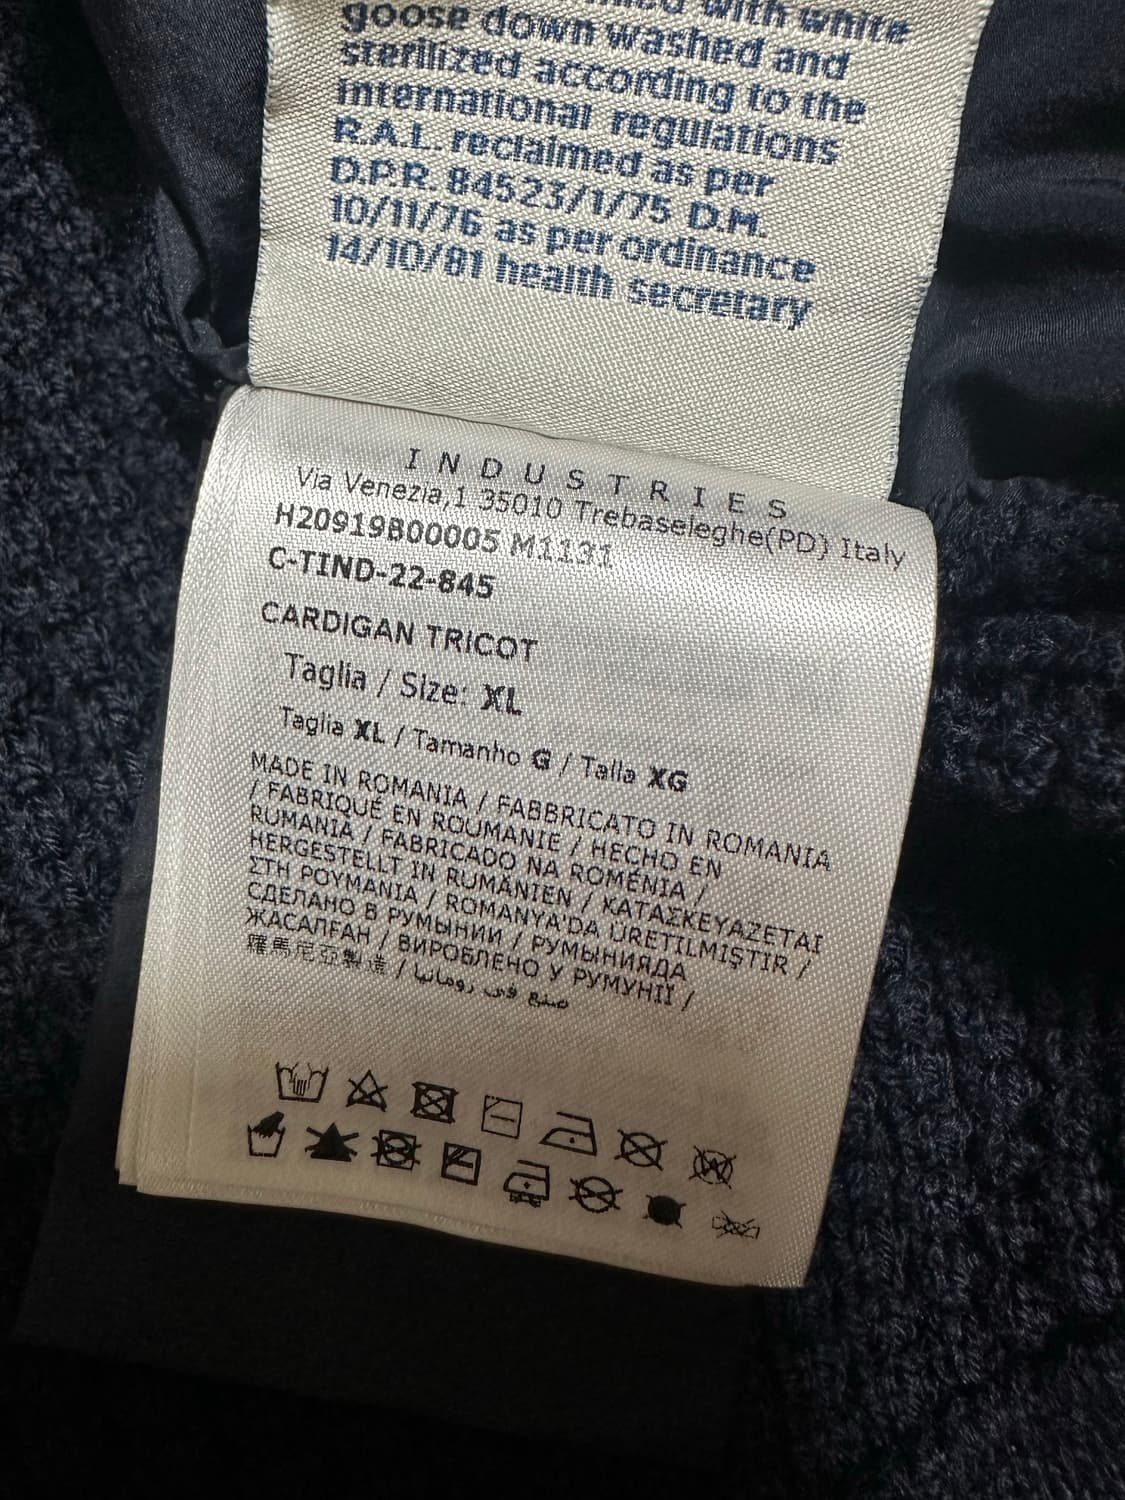 with white
goose down washed and
sterilized according to the
international regulations
R.A.L. reclaimed as per
D.P.R. 84523/1/75 D.M.
10/11/76 as per ordinance
14/10/81 health secretary
INDUSTRIES
Via Venezia,1 35010 Trebaseleghe(PD) Italy
H20919B00005 M1131
C-TIND-22-845
CARDIGAN TRICOT
Taglia / Size: XL
Taglia XL / Tamanho G / Talla XG
MADE IN ROMANIA / FABBRICATO IN ROMANIA
/ FABRIQUÉ EN ROUMANIE / HECHO EN
RUMANIA / FABRICADO NA ROMÉNIA /
HERGESTELLT IN RUMÄNIEN / ΚΑΤΑΣΚΕΥΑΖΕΤΑΙ
ΣΤΗ ΡΟΥΜΑΝΙΑ / ROMANYA'DA ÜRETILMIŞTIR /
СДЕЛАНО В РУМЫНИИ / РУМЫНИЯДА
ЖАСАЛҒАН / ВИРОБЛЕНО У РУМУНІЇ /
羅馬尼亞製造 / صنع في رومانيا